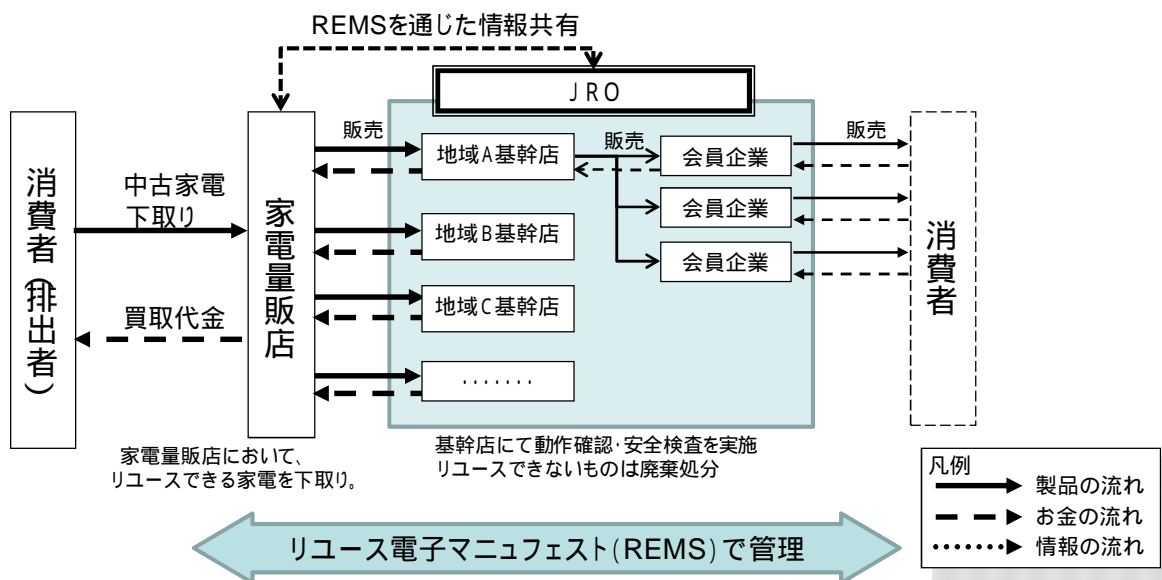 REMSを通じた情報共有
JRO
消費者(排出者)
中古家電
下取り
買取代金
家電量販店
販売
地域A基幹店
地域B基幹店
地域C基幹店
・・・・・・・
販売
会員企業
会員企業
会員企業
販売
消費者
家電量販店において、
リユースできる家電を下取り。
基幹店にて動作確認・安全検査を実施
リユースできないものは廃棄処分
凡例
製品の流れ
お金の流れ
情報の流れ
リユース電子マニュフェスト(REMS)で管理